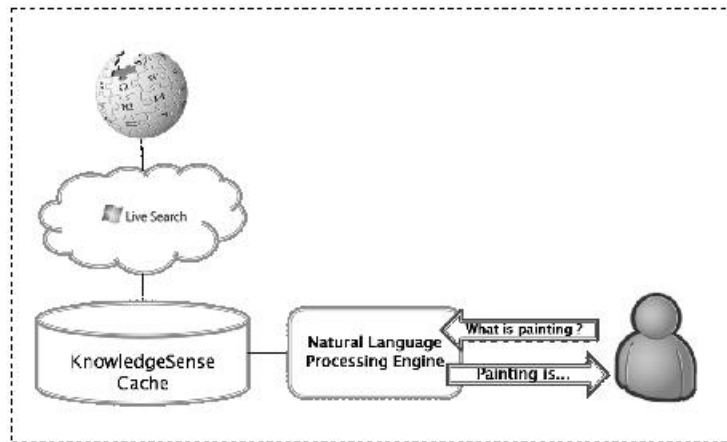 Live Search
KnowledgeSense
Cache
Natural Language
Processing Engine
What is painting ?
Painting is...